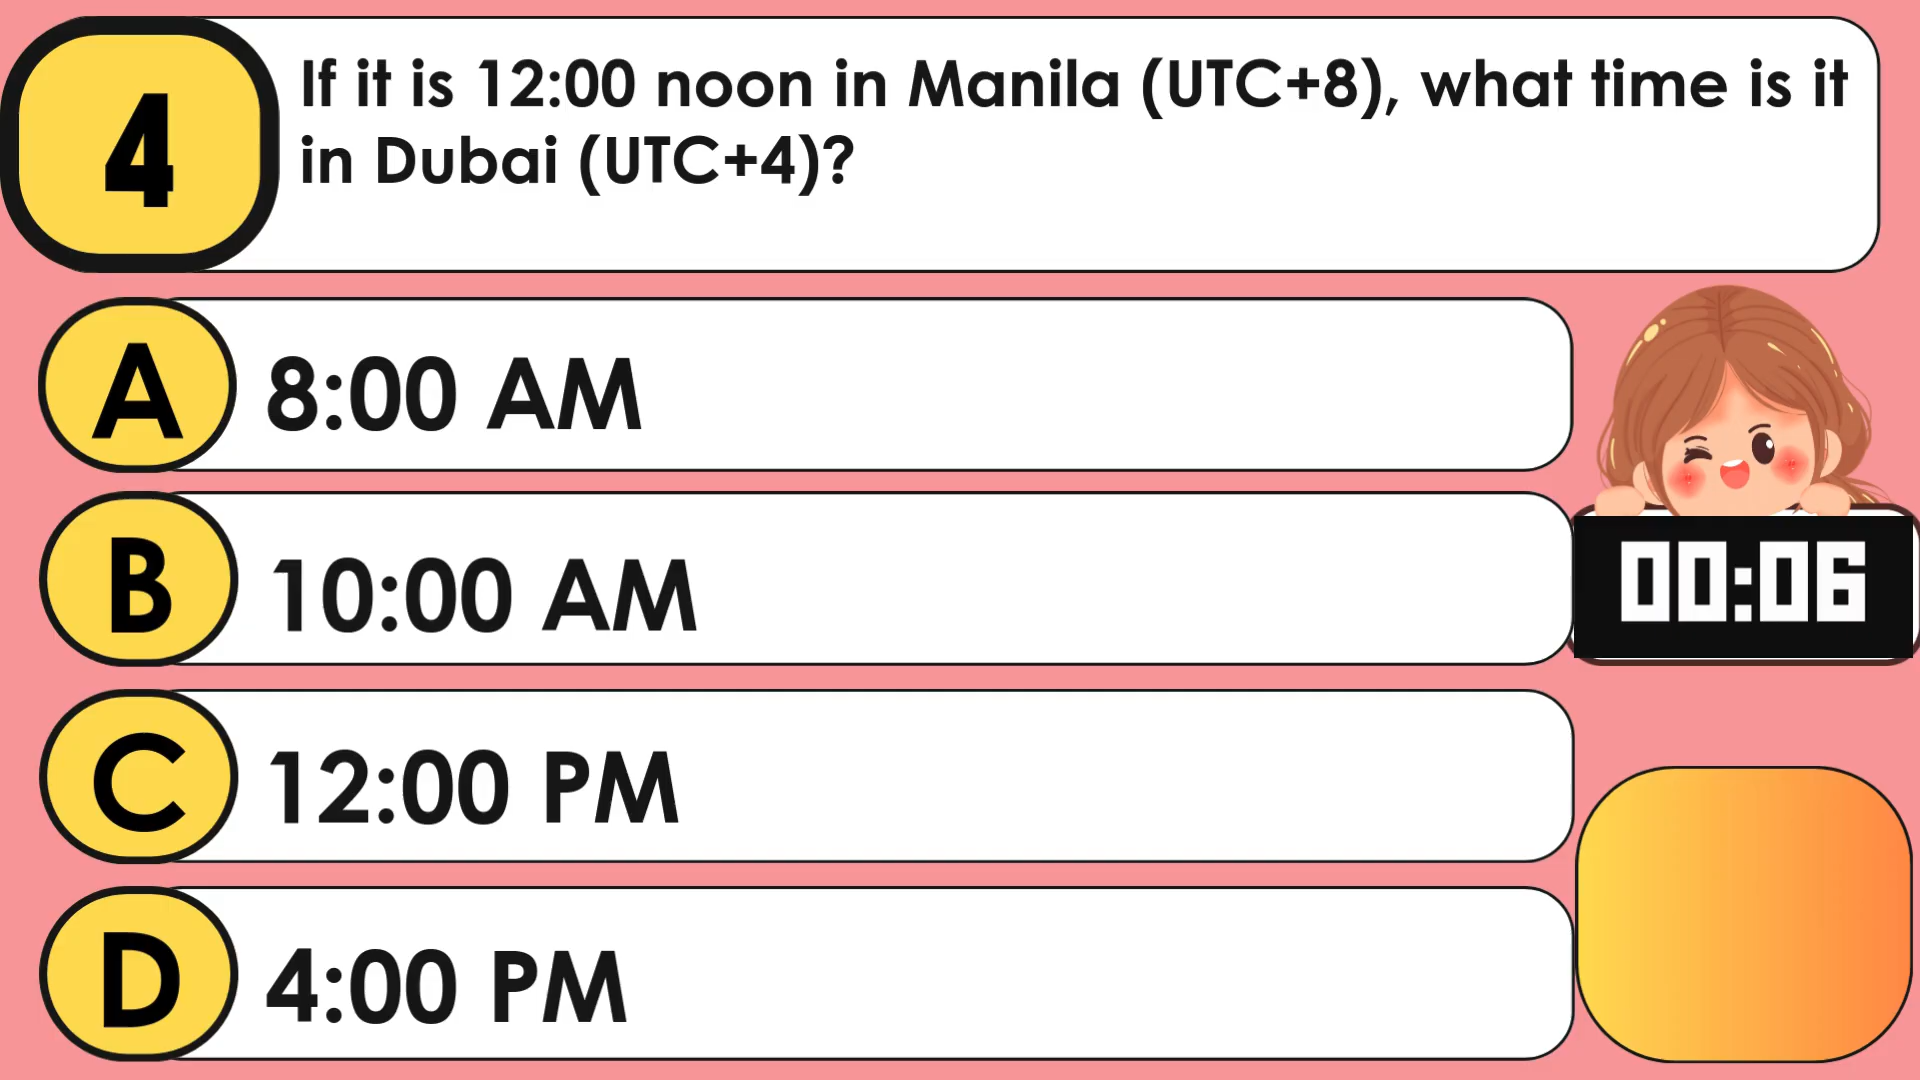 4
If it is 12:00 noon in Manila (UTC+8), what time is it
in Dubai (UTC+4)?
A
8:00 AM
B
10:00 AM
00:06
C
12:00 PM
D
4:00 PM